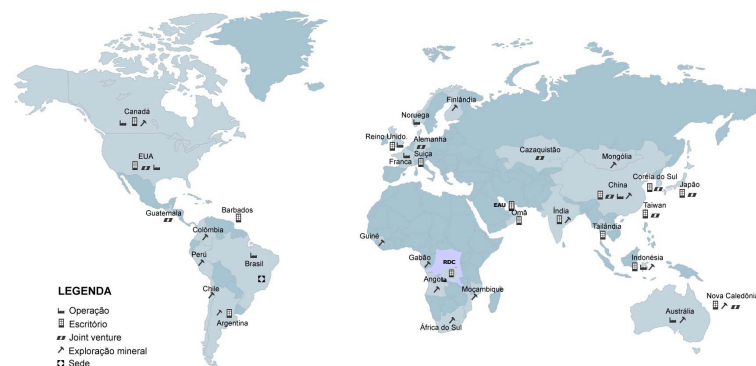 Canadá
EUA
Guatemala
Barbados
Colômbia
Perú
Brasil
Chile
Argentina
Noruega
Finlândia
Reino Unido
Alemanha
França
Suiça
Cazaquistão
Mongólia
Coréia do Sul
Japão
China
Taiwan
EAU
Omã
Índia
Tailândia
Guiné
Gabão
RDC
Angola
Moçambique
África do Sul
Indonésia
Nova Caledônia
Austrália
LEGENDA
Operação
Escritório
Joint venture
Exploração mineral
Sede